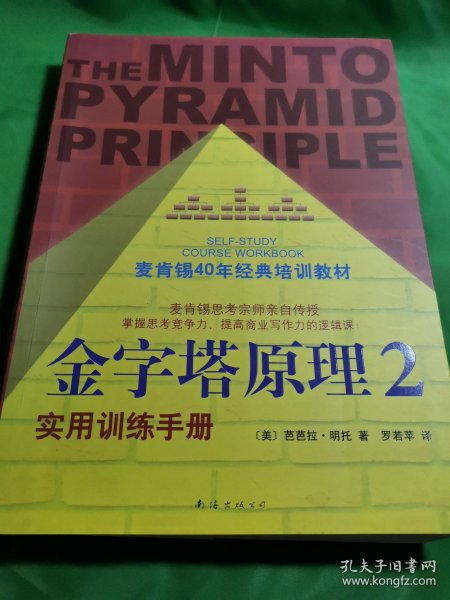 THE MINTO
PYRAMID
PRINCIPLE
SELF-STUDY
COURSE WORKBOOK
麦肯锡40年经典培训教材
麦肯锡思考宗师亲自传授
掌握思考竞争力，提高商业写作力的逻辑课！
金字塔原理2
实用训练手册
〔美〕芭芭拉·明托 著 罗若苹 译
南海出版公司
孔夫子旧书网
www.kongfz.com